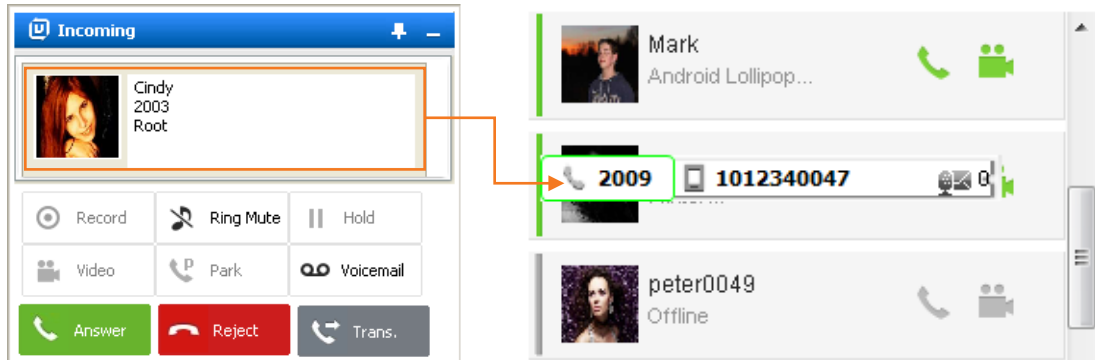 Incoming
Cindy
2003
Root
Record
Ring Mute
Hold
Video
Park
Voicemail
Answer
Reject
Trans.
Mark
Android Lollipop...
2009
1012340047
0
peter0049
Offline